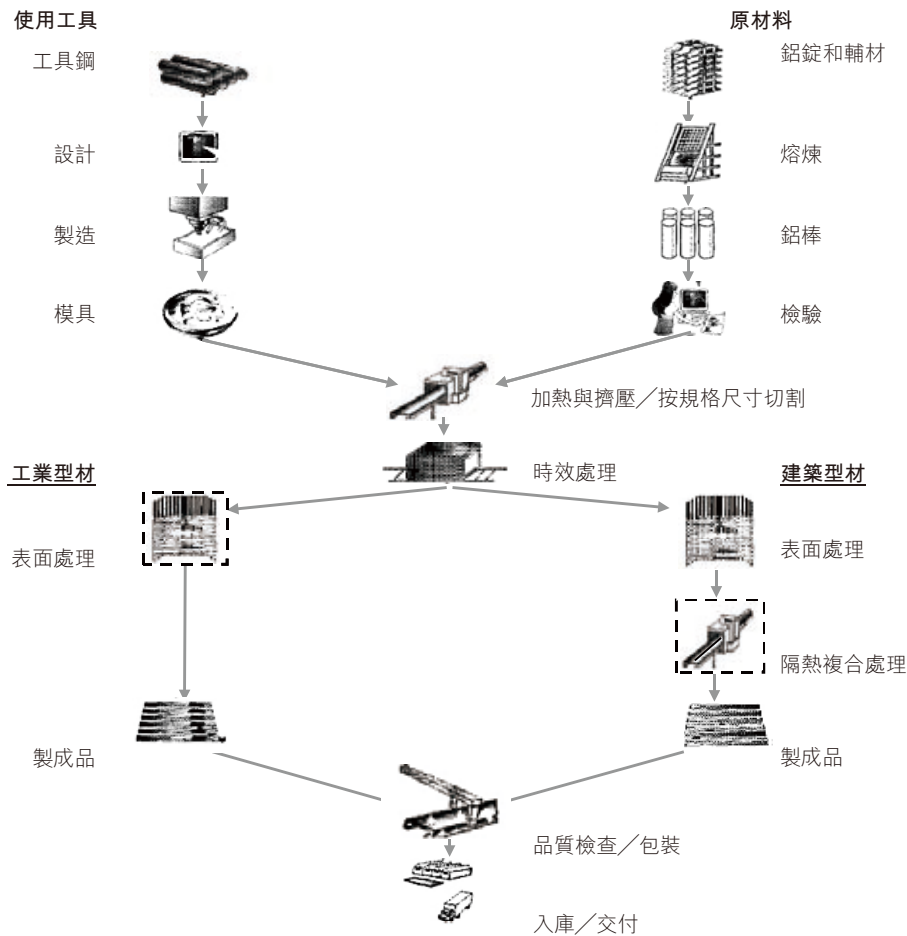 使用工具
原材料
工具鋼
鋁錠和輔材
設計
熔煉
製造
鋁棒
模具
檢驗
加熱與擠壓／按規格尺寸切割
時效處理
工業型材
建築型材
表面處理
表面處理
隔熱複合處理
製成品
製成品
品質檢查／包裝
入庫／交付